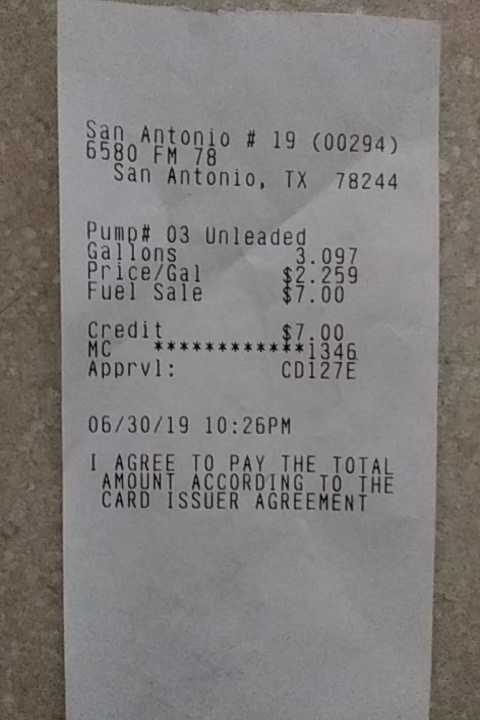 San Antonio # 19 (00294)
6580 FM 78
San Antonio, TX 78244
Pump# 03 Unleaded
Gallons 3.097
Price/Gal $2.259
Fuel Sale $7.00
Credit $7.00
MC ************1346
Apprvl: CD127E
06/30/19 10:26PM
I AGREE TO PAY THE TOTAL
AMOUNT ACCORDING TO THE
CARD ISSUER AGREEMENT